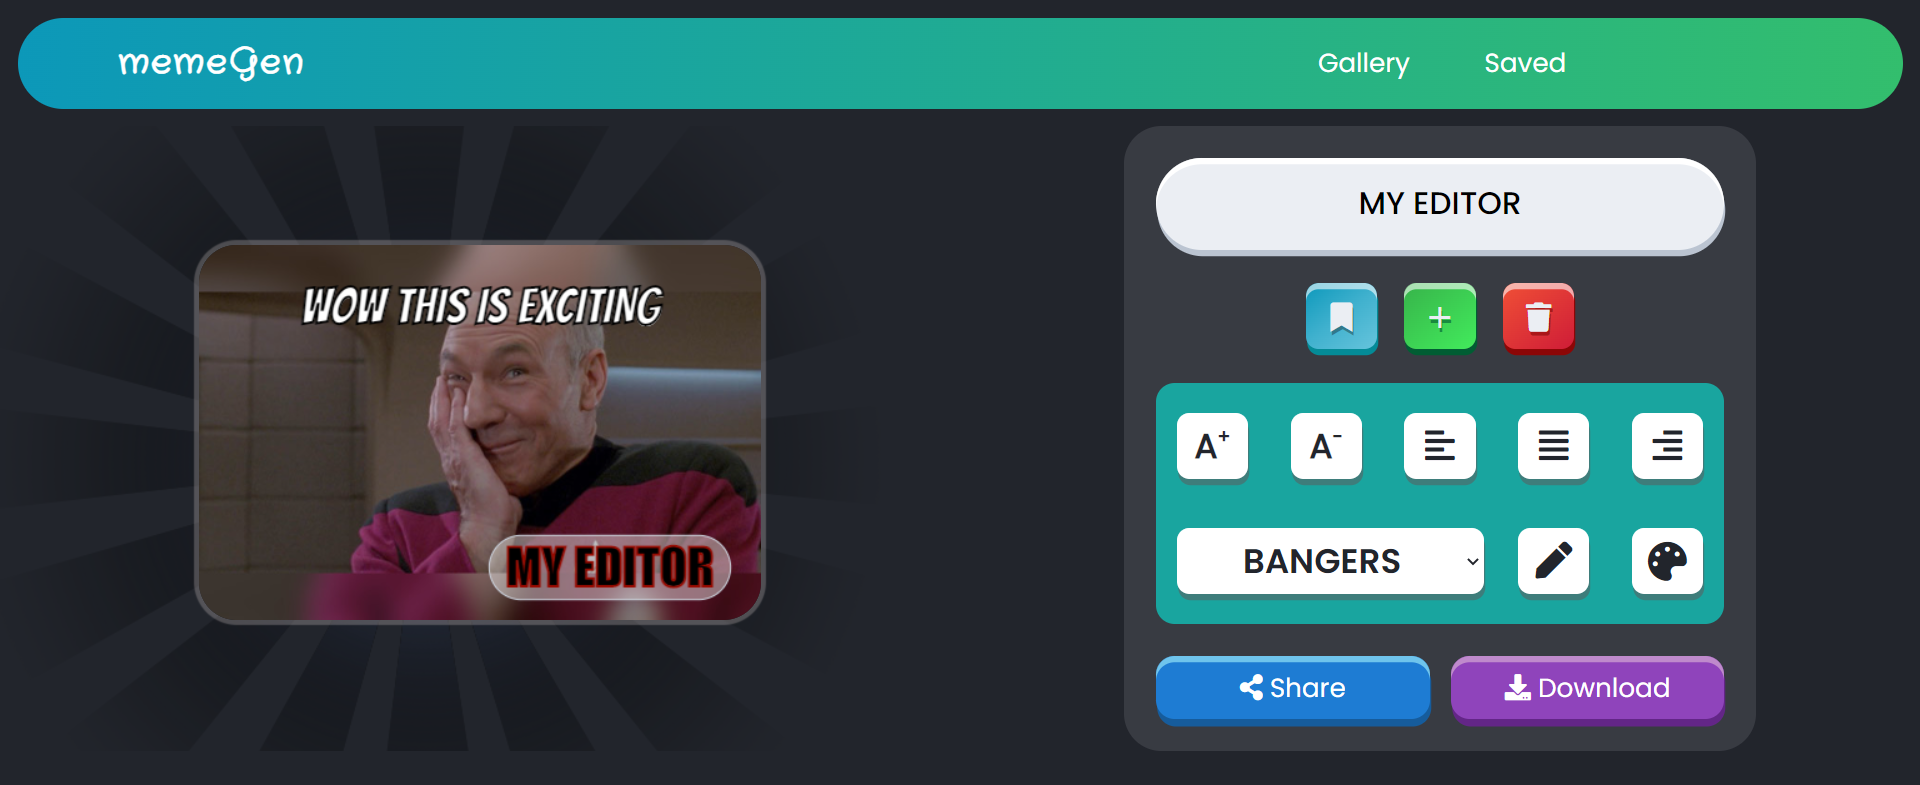 memeGen
Gallery
Saved
WOW THIS IS EXCITING
MY EDITOR
MY EDITOR
A+
A-
BANGERS
Share
Download